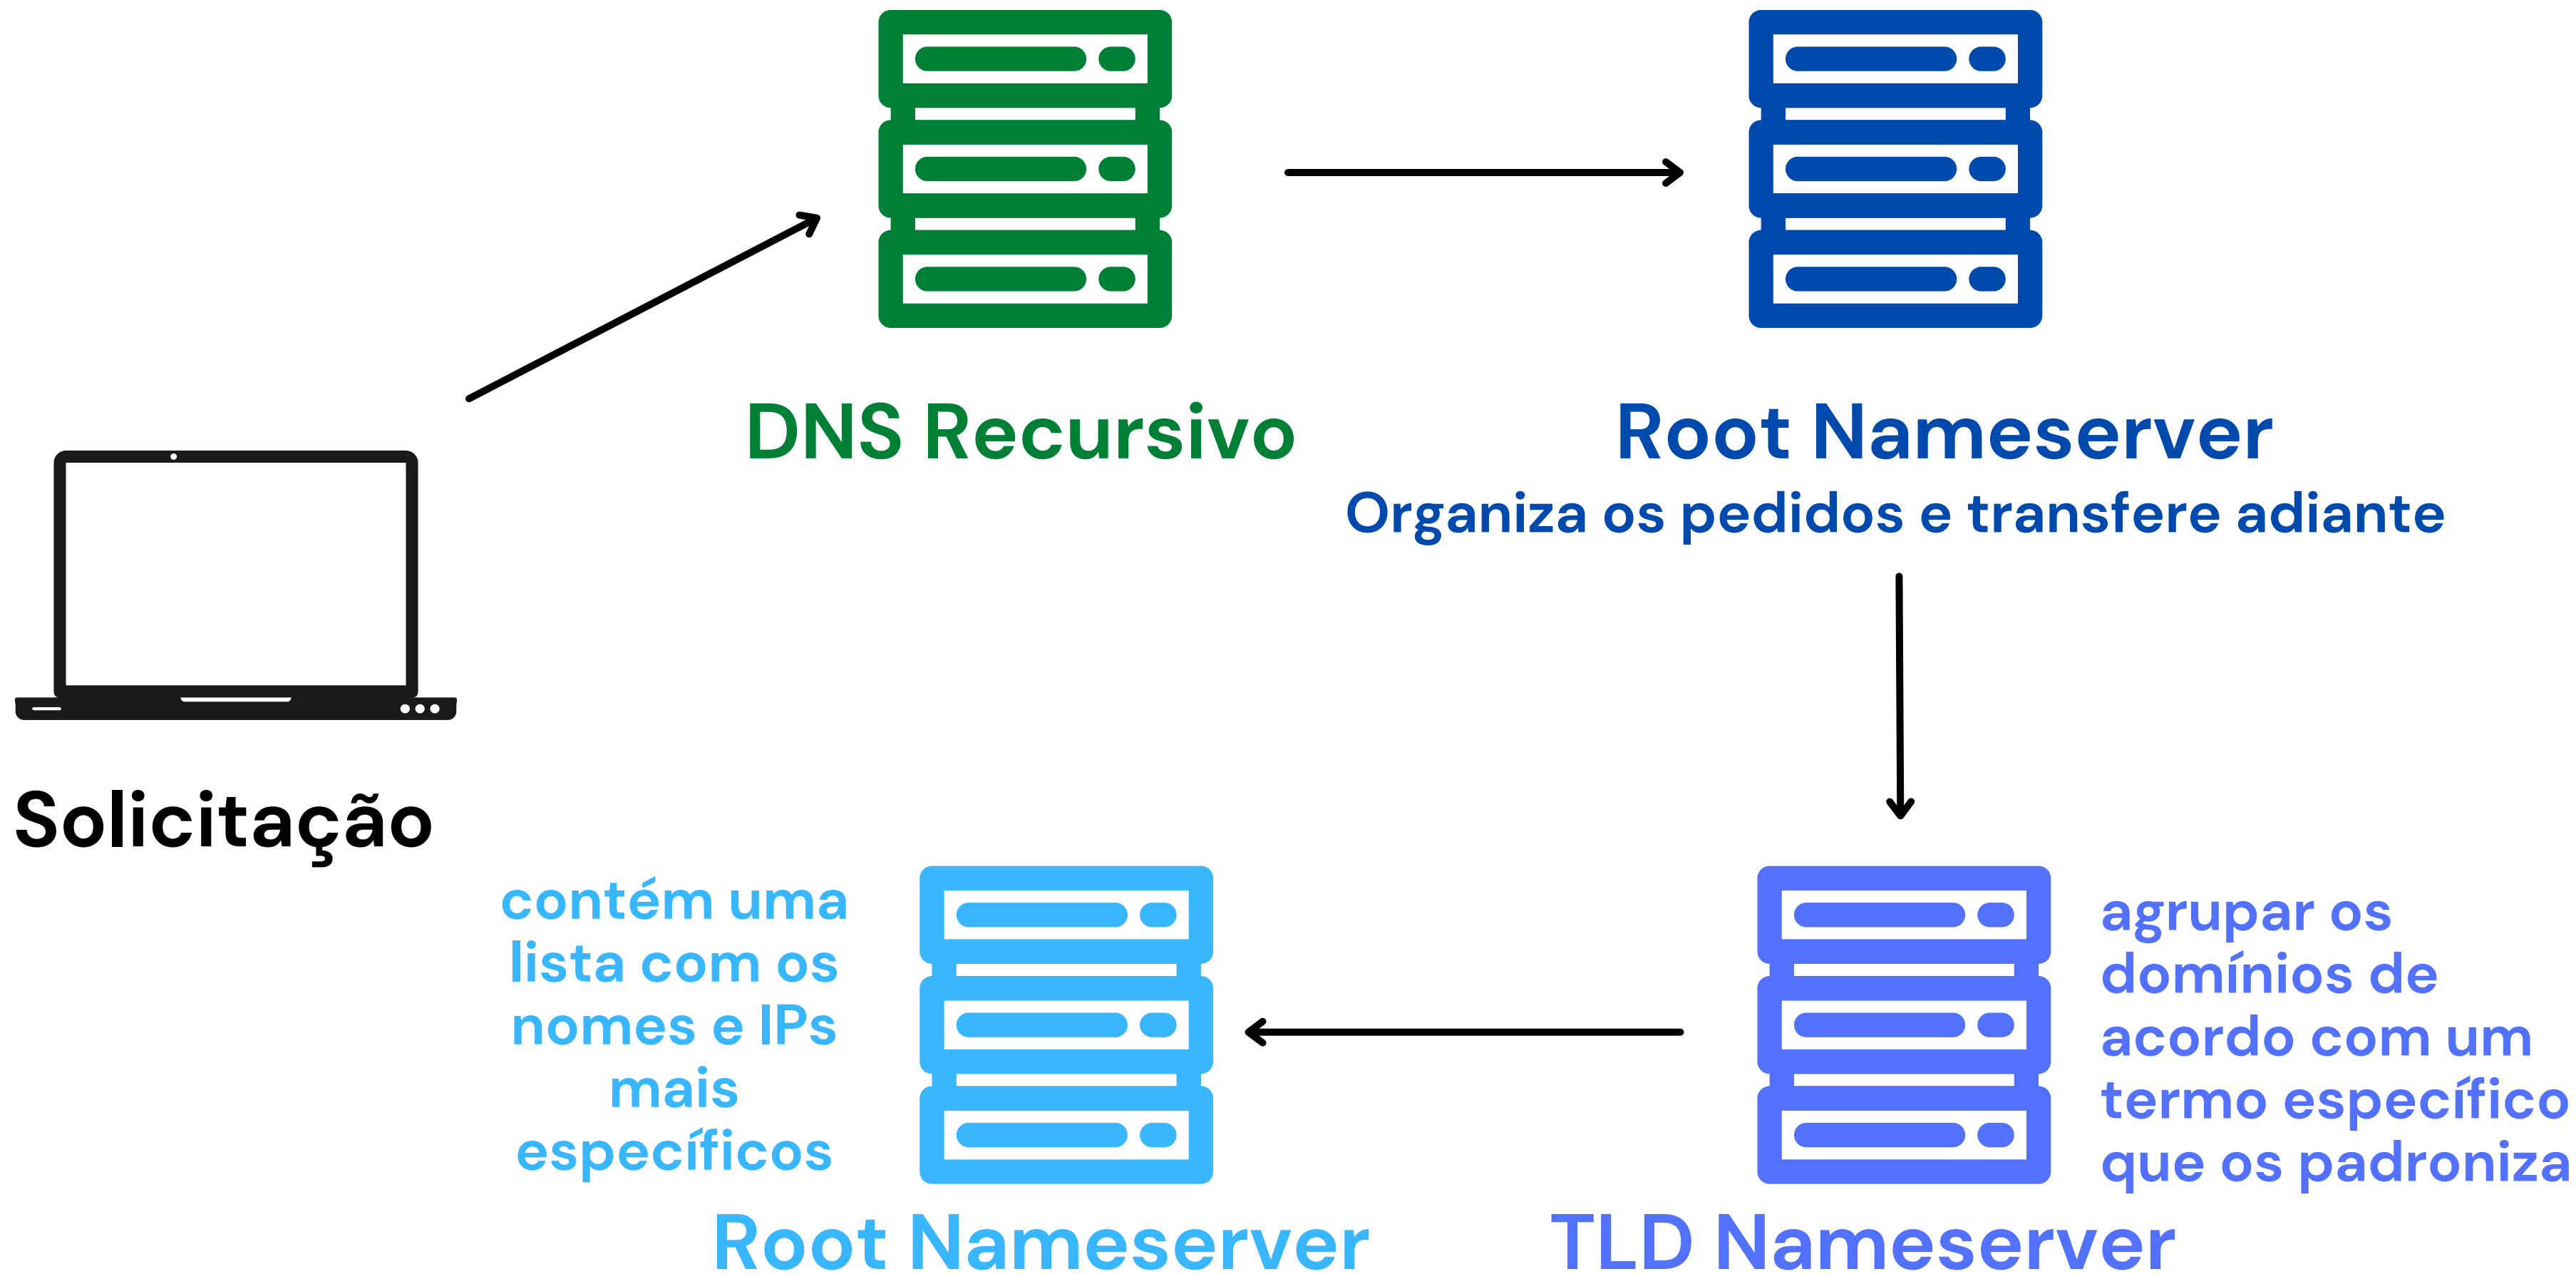 DNS Recursivo
Root Nameserver
Organiza os pedidos e transfere adiante
Solicitação
contém uma
lista com os
nomes e IPs
mais
específicos
Root Nameserver
agrupar os
domínios de
acordo com um
termo específico
que os padroniza
TLD Nameserver